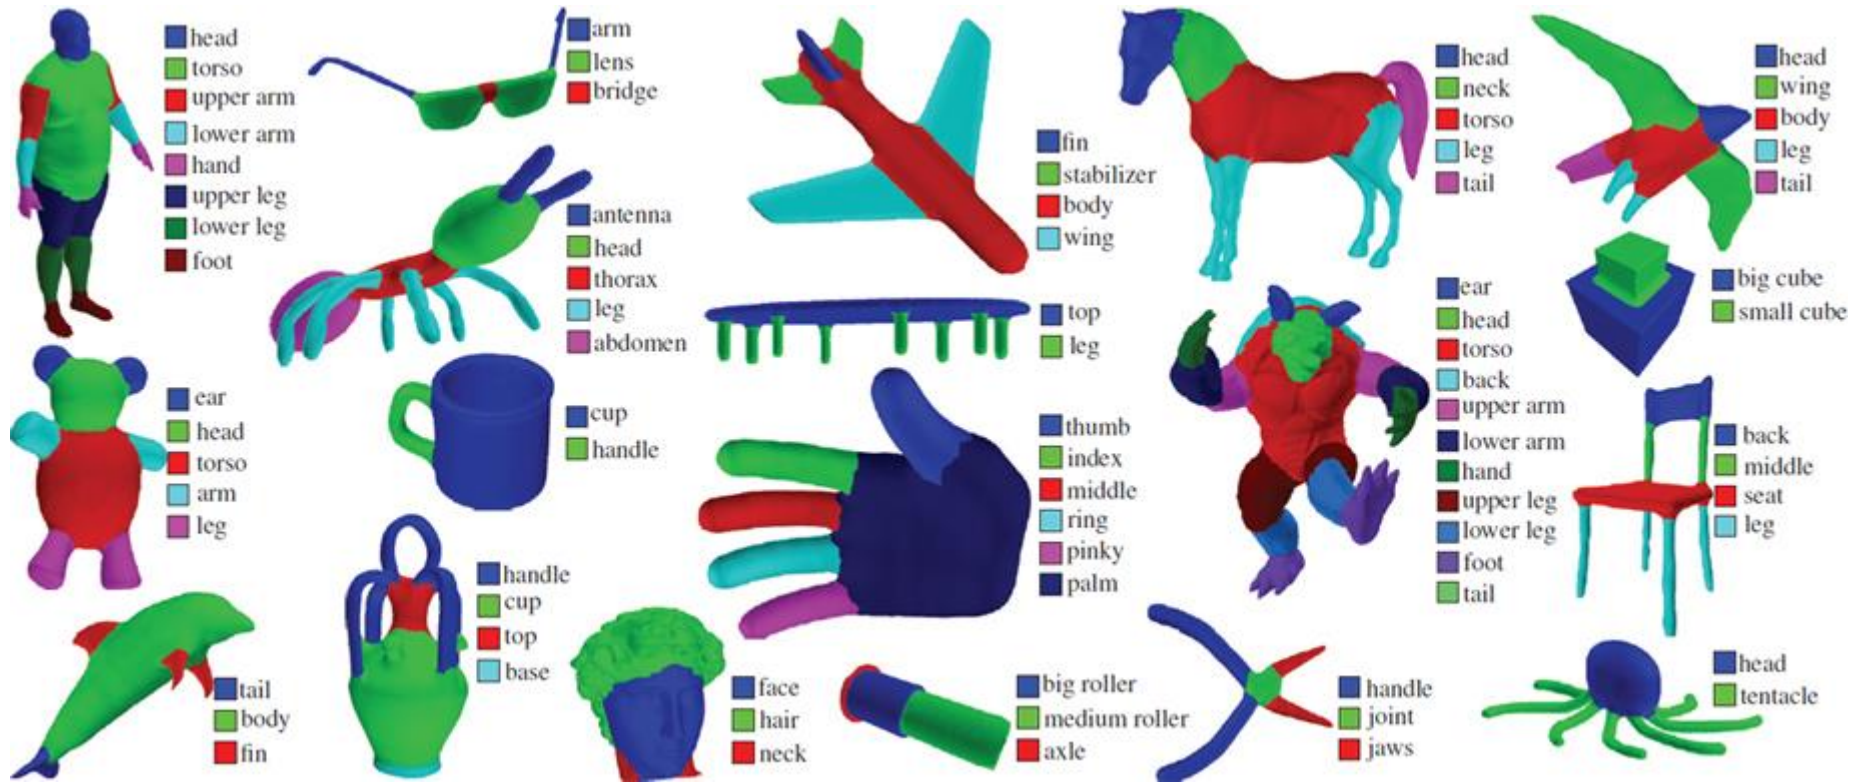 head
torso
upper arm
lower arm
hand
upper leg
lower leg
foot
arm
lens
bridge
antenna
head
thorax
leg
abdomen
fin
stabilizer
body
wing
head
neck
torso
leg
tail
head
wing
body
leg
tail
big cube
small cube
top
leg
ear
head
torso
back
upper arm
lower arm
hand
upper leg
lower leg
foot
tail
ear
head
torso
arm
leg
cup
handle
thumb
index
middle
ring
pinky
palm
back
middle
seat
leg
tail
body
fin
handle
cup
top
base
face
hair
neck
big roller
medium roller
axle
handle
joint
jaws
head
tentacle